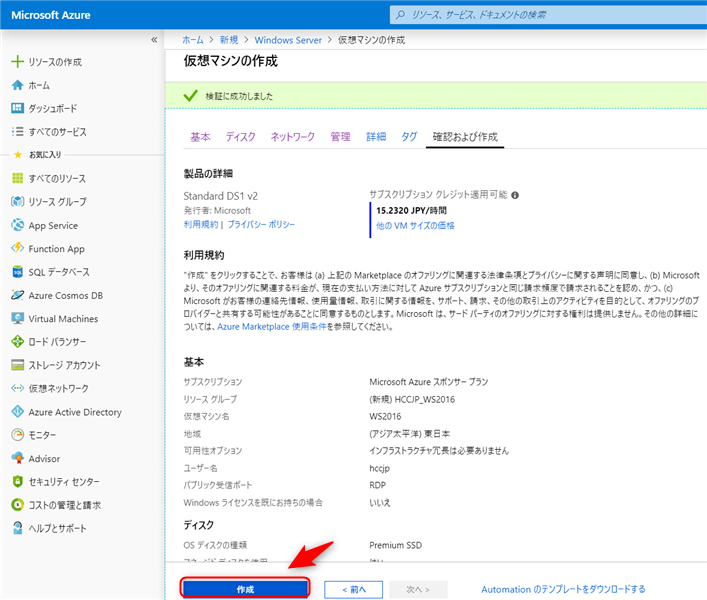 Microsoft Azure
リソース、サービス、ドキュメントの検索
«
リソースの作成
ホーム
ダッシュボード
すべてのサービス
お気に入り
すべてのリソース
リソース グループ
App Service
Function App
SQL データベース
Azure Cosmos DB
Virtual Machines
ロード バランサー
ストレージ アカウント
仮想ネットワーク
Azure Active Directory
モニター
Advisor
セキュリティ センター
コストの管理と請求
ヘルプとサポート
ホーム > 新規 > Windows Server > 仮想マシンの作成
仮想マシンの作成
検証に成功しました
基本 ディスク ネットワーク 管理 詳細 タグ 確認および作成
製品の詳細
Standard DS1 v2
発行者: Microsoft
利用規約 | プライバシー ポリシー
サブスクリプション クレジット適用可能
15.2320 JPY/時間
他の VM サイズの価格
利用規約
"作成" をクリックすることで、お客様は (a) 上記の Marketplace のオファリングに関連する法律条項とプライバシーに関する声明に同意し、(b) Microsoft
より、そのオファリングに関連する料金が、現在の支払い方法に対して Azure サブスクリプションと同じ請求頻度で請求されることを認め、かつ、(c)
Microsoft がお客様の連絡先情報、使用量情報、取引に関する情報を、サポート、請求、その他の取引上のアクティビティを目的として、オファリングのプ
ロバイダーと共有する可能性があることに同意するものとします。Microsoft は、サード パーティのオファリングに対する権利は提供しません。その他の詳細に
ついては、Azure Marketplace 使用条件を参照してください。
基本
サブスクリプション Microsoft Azure スポンサー プラン
リソース グループ (新規) HCCJP_WS2016
仮想マシン名 WS2016
地域 (アジア太平洋) 東日本
可用性オプション インフラストラクチャ冗長は必要ありません
ユーザー名 hccjp
パブリック受信ポート RDP
Windows ライセンスを既にお持ちの場合 いいえ
ディスク
OS ディスクの種類 Premium SSD
マネージド ディスクを使用 はい
作成
< 前へ
次へ >
Automation のテンプレートをダウンロードする